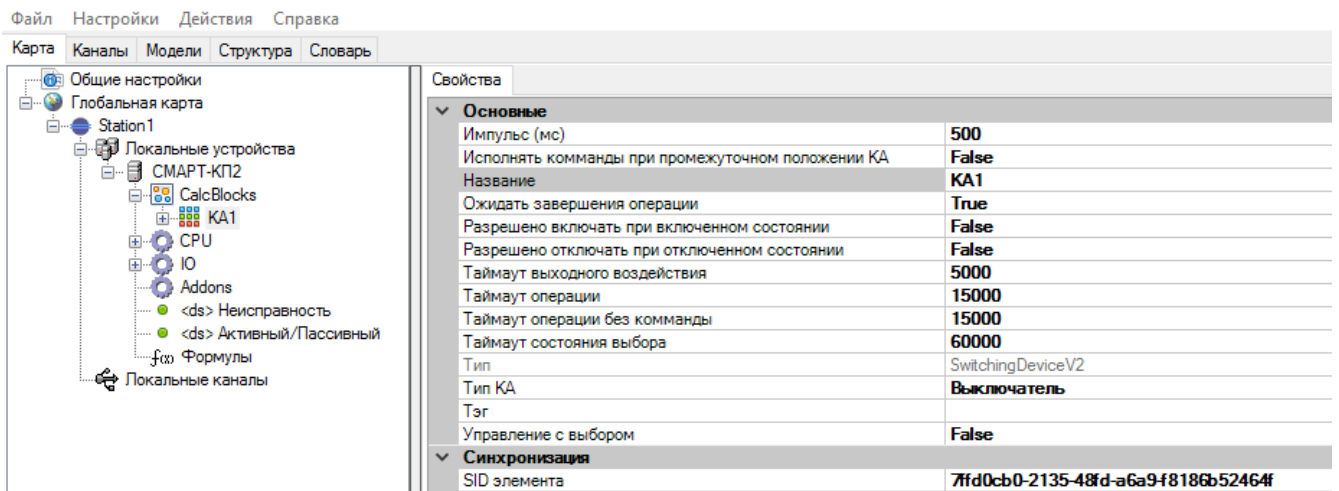 Файл Настройки Действия Справка
Карта Каналы Модели Структура Словарь
Общие настройки
Глобальная карта
Station1
Локальные устройства
СМАРТ-КП2
CalcBlocks
КА1
CPU
IO
Addons
<ds> Неисправность
<ds> Активный/Пассивный
f(x) Формулы
Локальные каналы
Свойства
Основные
Импульс (мс) 500
Исполнять комманды при промежуточном положении КА False
Название КА1
Ожидать завершения операции True
Разрешено включать при включенном состоянии False
Разрешено отключать при отключенном состоянии False
Таймаут выходного воздействия 5000
Таймаут операции 15000
Таймаут операции без комманды 15000
Таймаут состояния выбора 60000
Тип SwitchingDeviceV2
Тип КА Выключатель
Тэг
Управление с выбором False
Синхронизация
SID элемента 7ffd0cb0-2135-48fd-a6a9-f8186b52464f